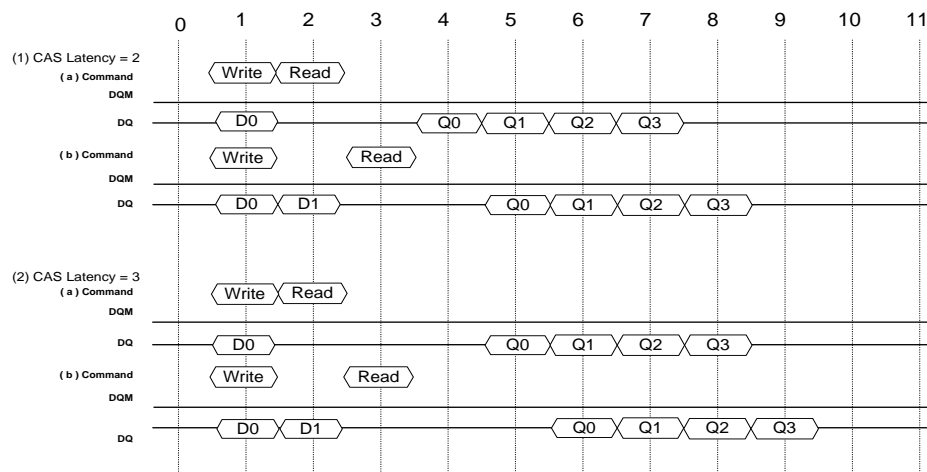 0 1 2 3 4 5 6 7 8 9 10 11
(1) CAS Latency = 2
( a ) Command Write Read
DQM
DQ D0 Q0 Q1 Q2 Q3
( b ) Command Write Read
DQM
DQ D0 D1 Q0 Q1 Q2 Q3
(2) CAS Latency = 3
( a ) Command Write Read
DQM
DQ D0 Q0 Q1 Q2 Q3
( b ) Command Write Read
DQM
DQ D0 D1 Q0 Q1 Q2 Q3